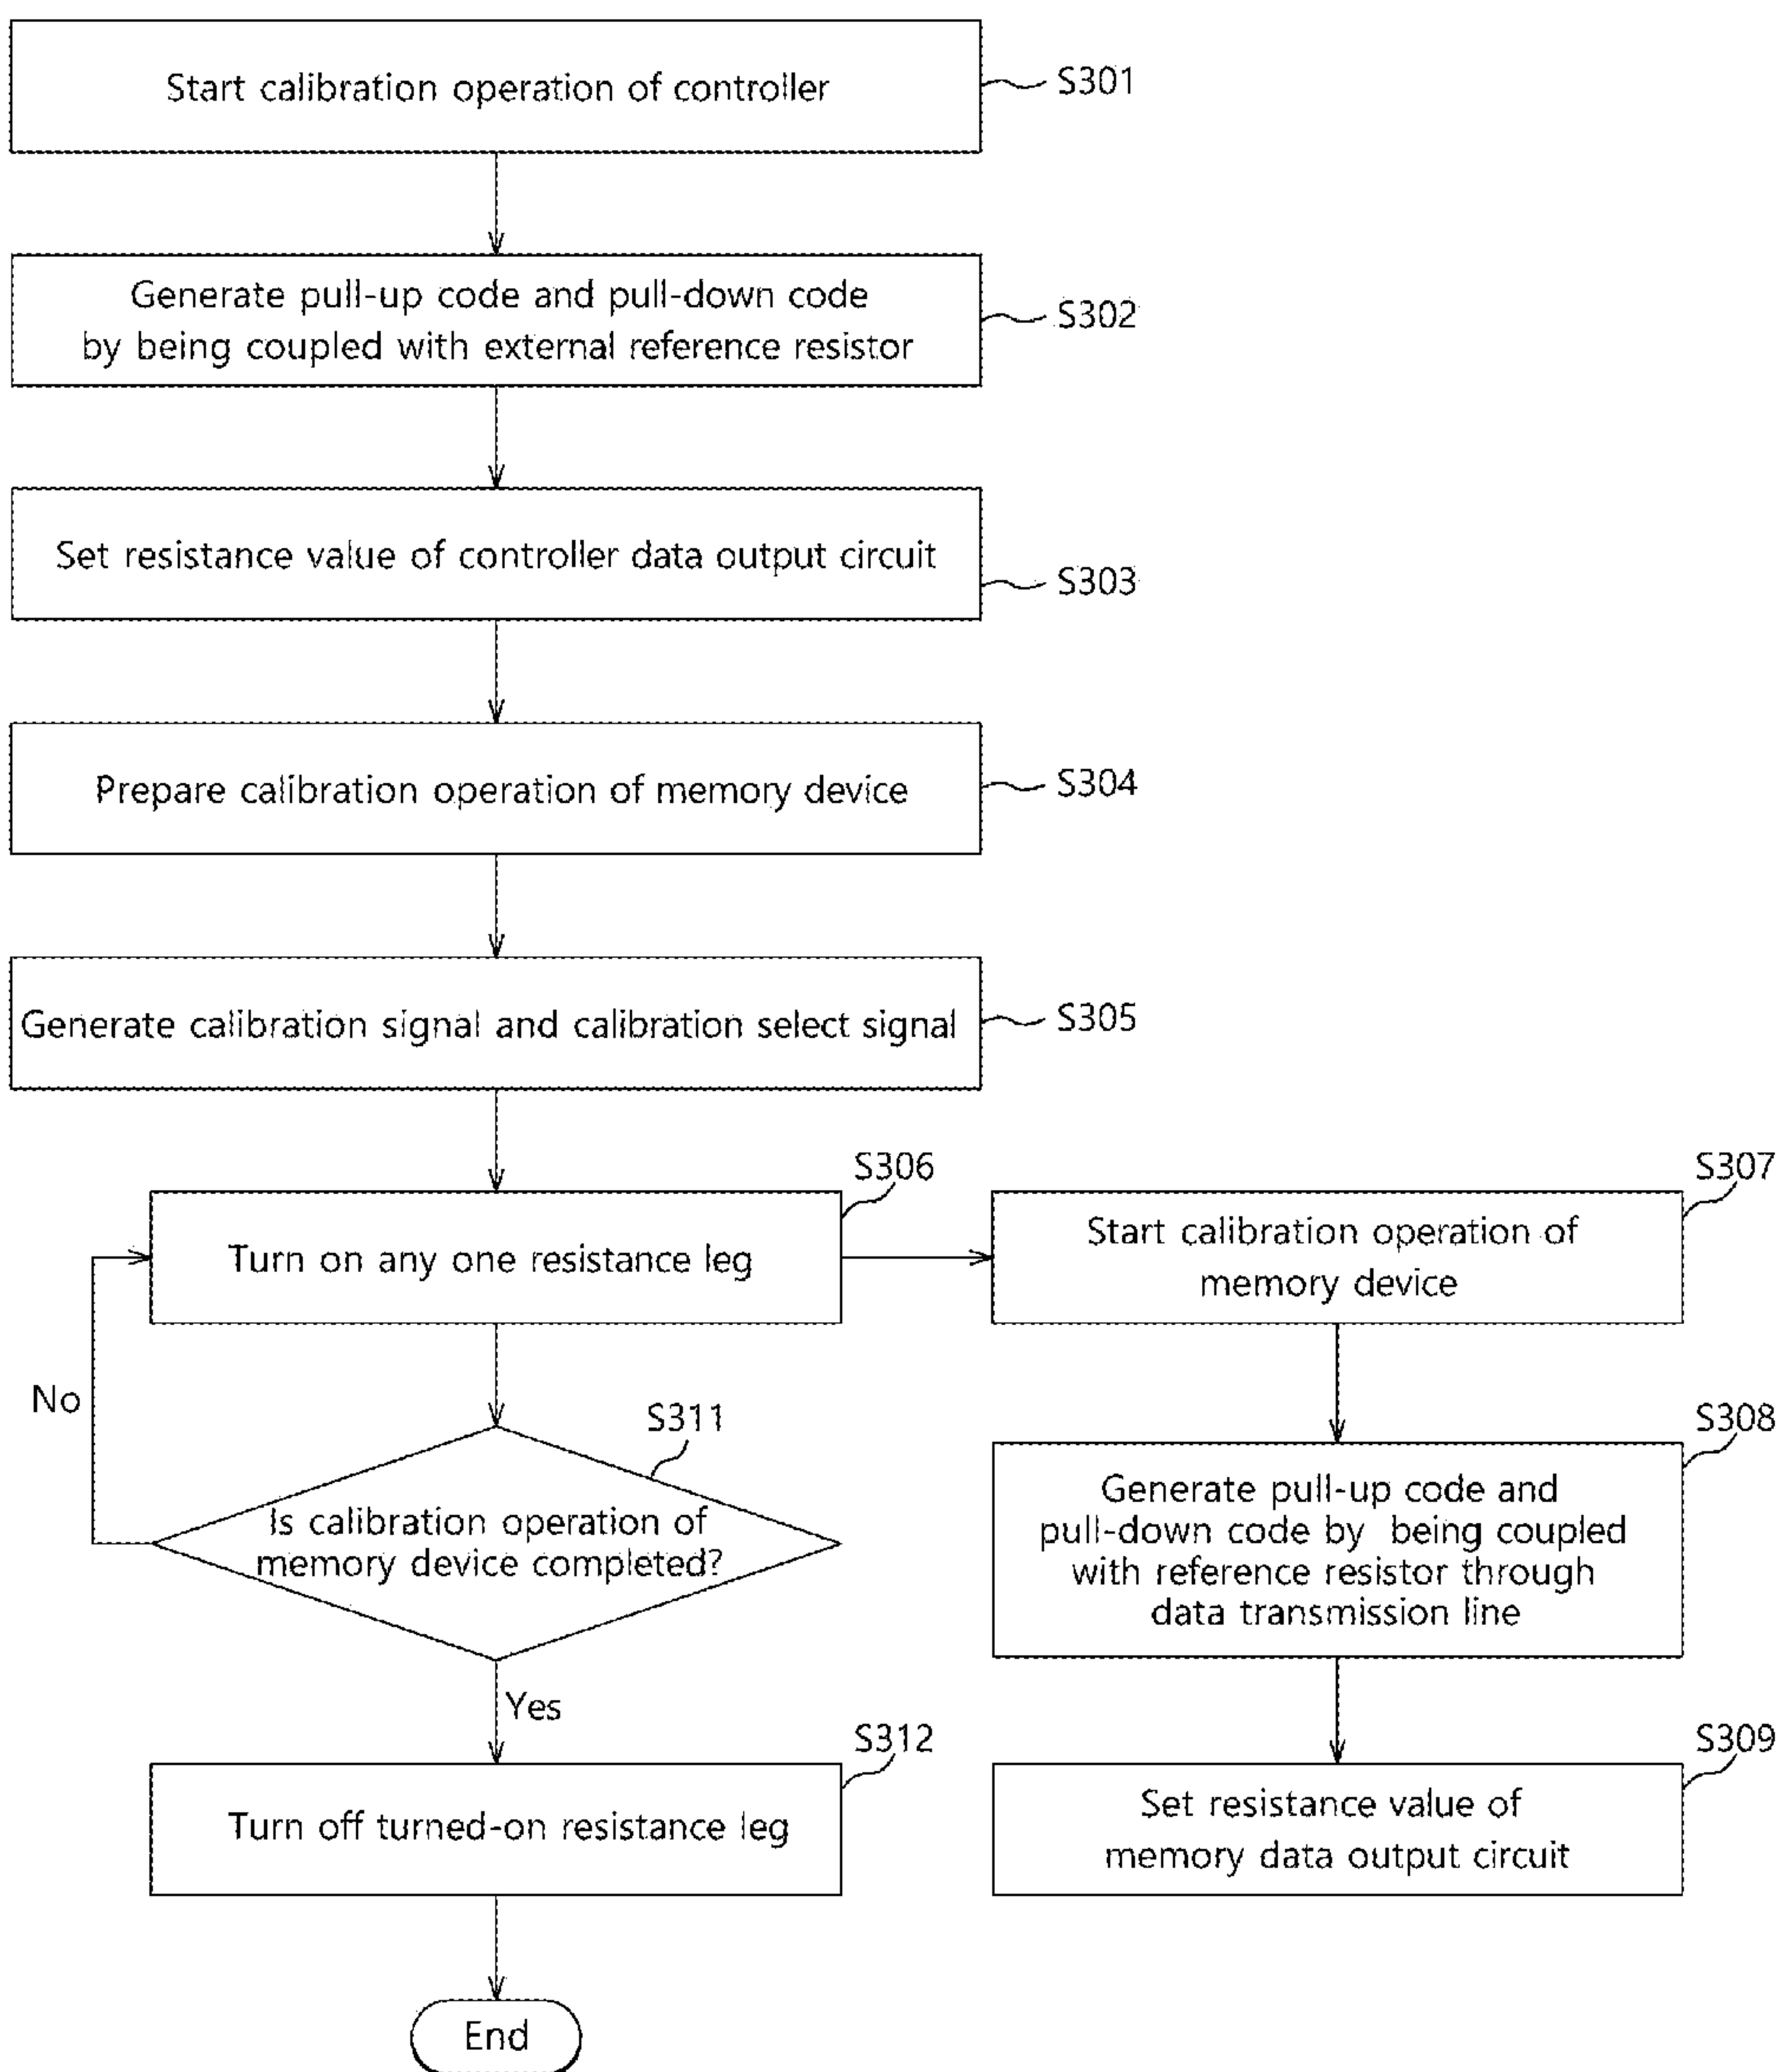 Start calibration operation of controller
S301
Generate pull-up code and pull-down code
by being coupled with external reference resistor
S302
Set resistance value of controller data output circuit
S303
Prepare calibration operation of memory device
S304
Generate calibration signal and calibration select signal
S305
S306
Turn on any one resistance leg
S307
Start calibration operation of
memory device
No
S311
Is calibration operation of
memory device completed?
S308
Generate pull-up code and
pull-down code by being coupled
with reference resistor through
data transmission line
Yes
S312
Turn off turned-on resistance leg
S309
Set resistance value of
memory data output circuit
End